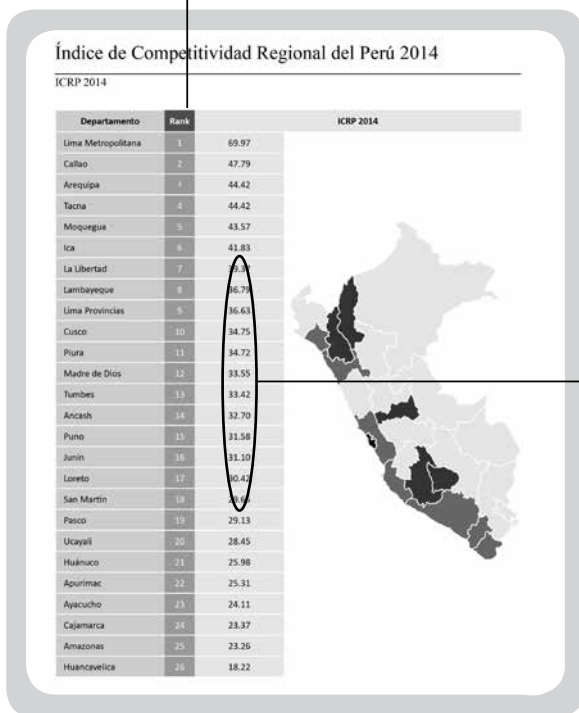 Índice de Competitividad Regional del Perú 2014
ICRP 2014
Departamento Rank ICRP 2014
Lima Metropolitana 1 69.97
Callao 2 47.79
Arequipa 44.42
Tacna 4 44.42
Moquegua 5 43.57
Ica 6 41.83
La Libertad 7
Lambayeque 8 36.79
Lima Provincias 9 36.63
Cusco 10 34.75
Piura 11 34.72
Madre de Dios 12 33.55
Tumbes 13 33.42
Ancash 14 32.70
Puno 15 31.58
Junin 16 31.10
Loreto 17 30.42
San Martin 18
Pasco 19 29.13
Ucayali 20 28.45
Huánuco 21 25.98
Apurimac 22 25.31
Ayacucho 23 24.11
Cajamarca 24 23.37
Amazonas 25 23.26
Huancavelica 26 18.22